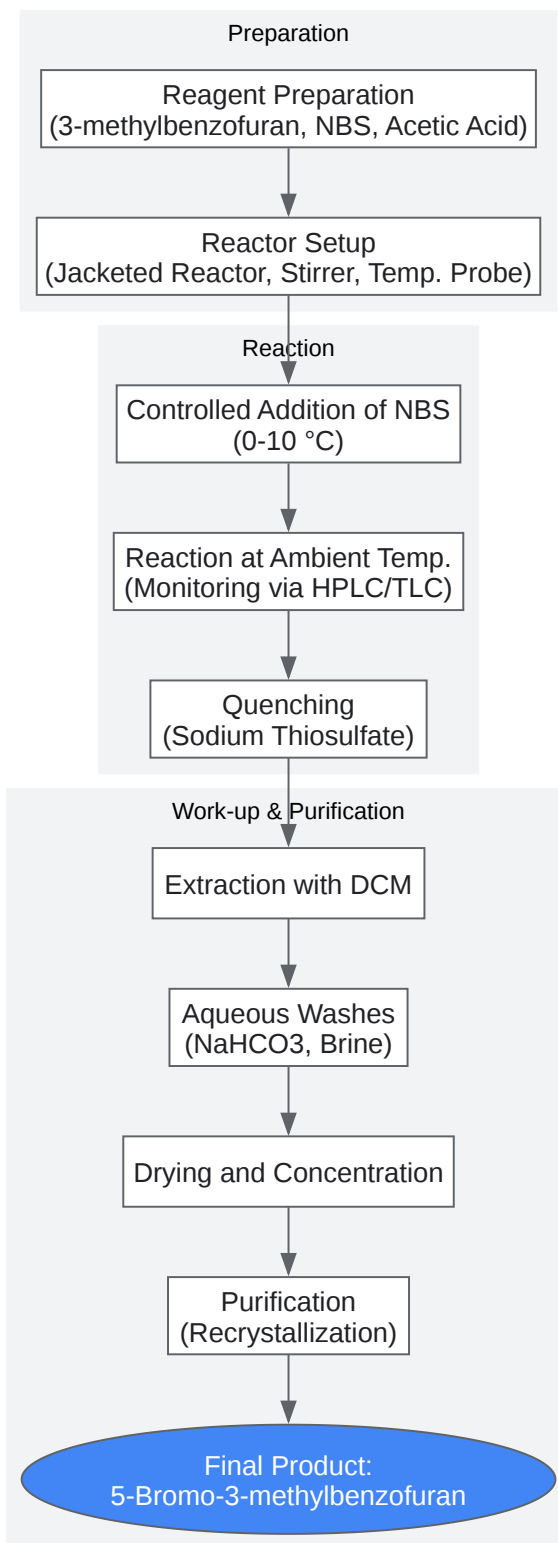 Preparation
Reagent Preparation
(3-methylbenzofuran, NBS, Acetic Acid)
Reactor Setup
(Jacketed Reactor, Stirrer, Temp. Probe)
Reaction
Controlled Addition of NBS
(0-10 °C)
Reaction at Ambient Temp.
(Monitoring via HPLC/TLC)
Quenching
(Sodium Thiosulfate)
Work-up & Purification
Extraction with DCM
Aqueous Washes
(NaHCO3, Brine)
Drying and Concentration
Purification
(Recrystallization)
Final Product:
5-Bromo-3-methylbenzofuran